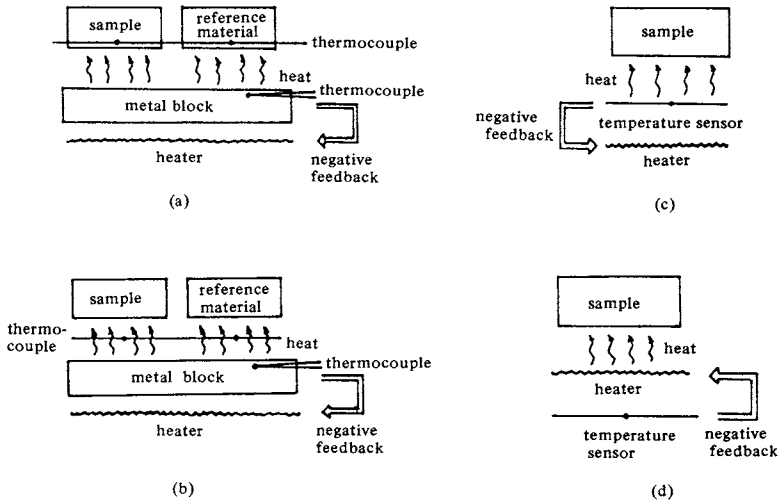 sample
reference
material
thermocouple
heat
thermocouple
metal block
heater
negative
feedback
(a)
sample
heat
negative
feedback
temperature sensor
heater
(c)
sample
reference
material
thermo-
couple
heat
thermocouple
metal block
heater
negative
feedback
(b)
sample
heat
heater
temperature
sensor
negative
feedback
(d)